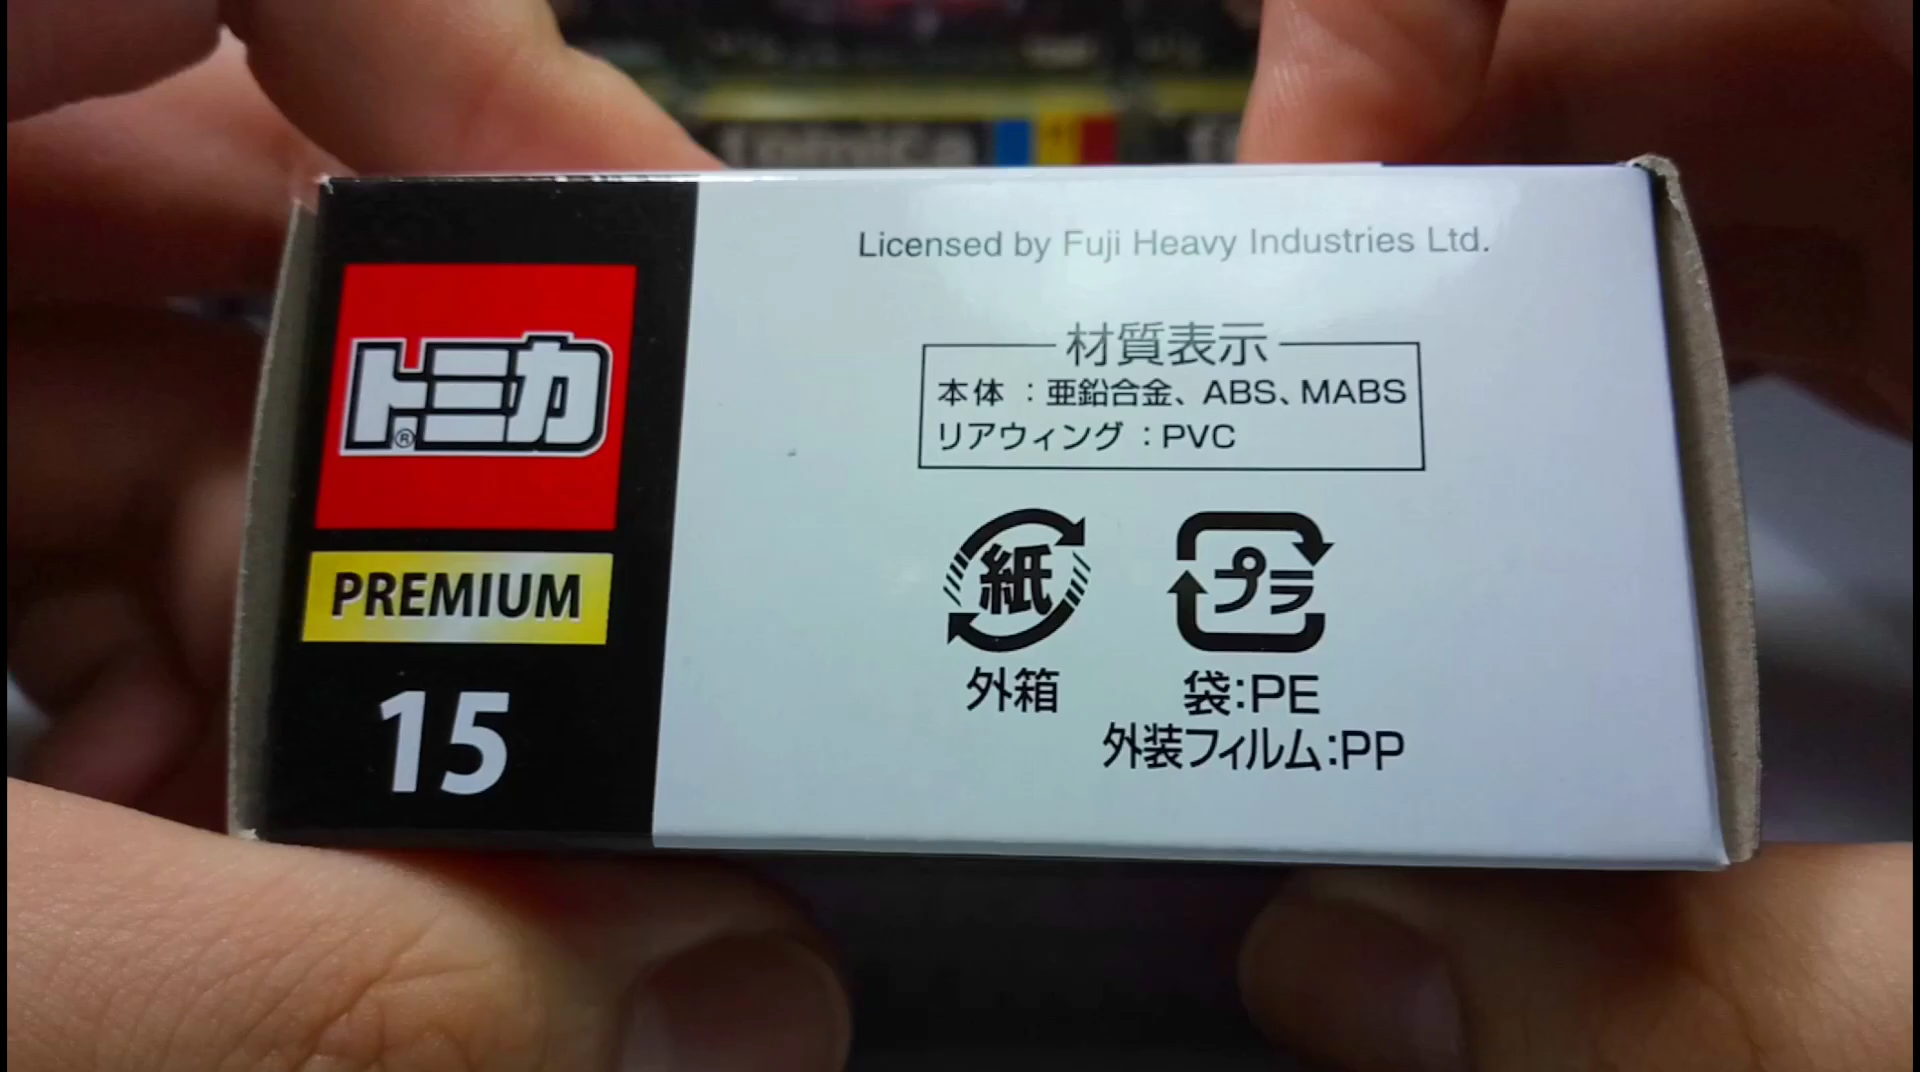 tomica
トミカ
®
PREMIUM
15
Licensed by Fuji Heavy Industries Ltd.
材質表示
本体：亜鉛合金、ABS、MABS
リアウィング：PVC
紙
外箱
プラ
袋:PE
外装フィルム:PP